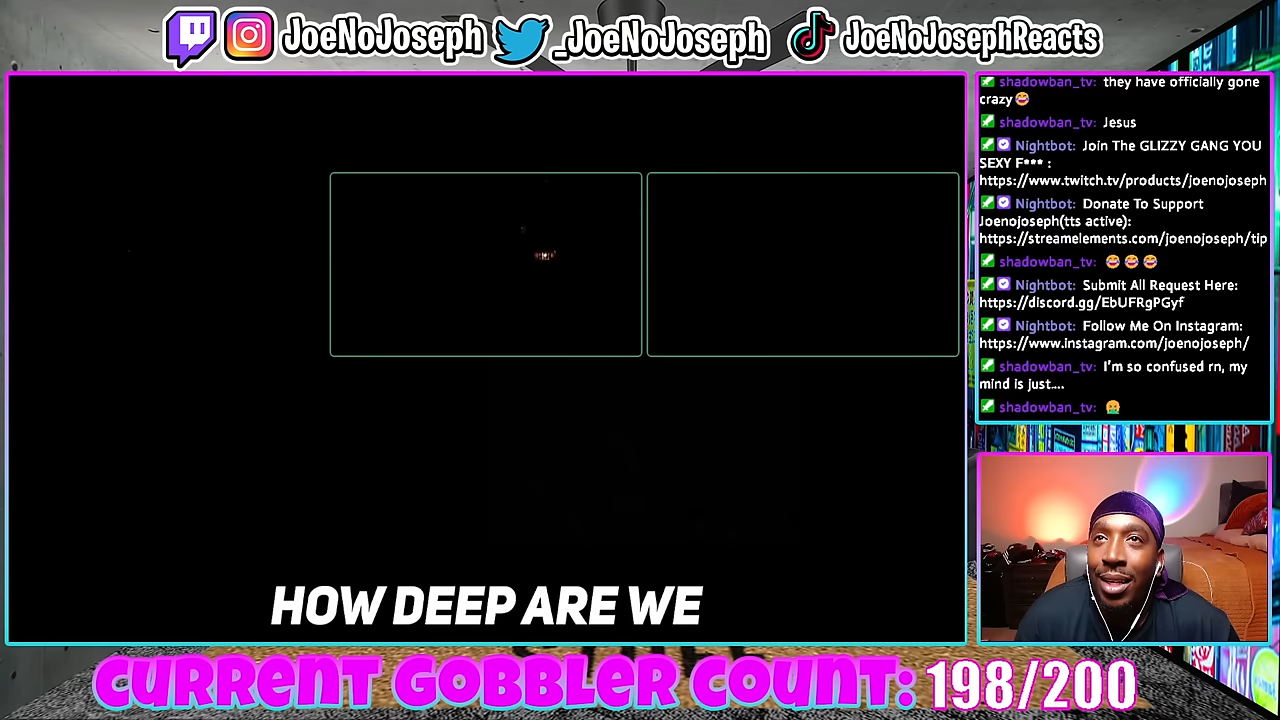 JoeNoJoseph
_JoeNoJoseph
JoeNoJosephReacts
shadowban_tv: they have officially gone
crazy😂
shadowban_tv: Jesus
Nightbot: Join The GLIZZY GANG YOU
SEXY F*** :
https://www.twitch.tv/products/joenojoseph
Nightbot: Donate To Support
Joenojoseph(tts active):
https://streamelements.com/joenojoseph/tip
shadowban_tv: 😂 😂 😂
Nightbot: Submit All Request Here:
https://discord.gg/EbUFRgPGyf
Nightbot: Follow Me On Instagram:
https://www.instagram.com/joenojoseph/
shadowban_tv: I'm so confused rn, my
mind is just....
shadowban_tv: 🤮
HOW DEEP ARE WE
CURRENT GOBBLER COUNT: 198/200